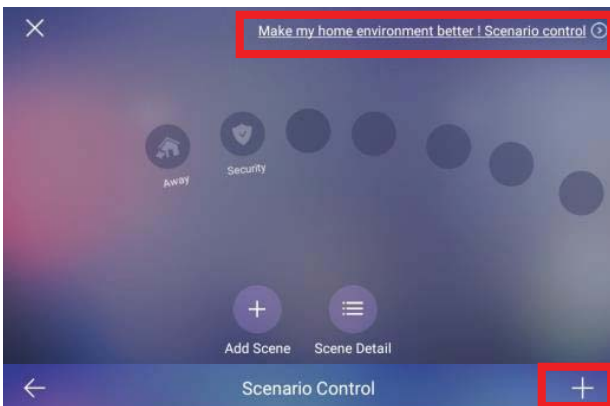 Make my home environment better ! Scenario control
Away
Security
Add Scene
Scene Detail
Scenario Control